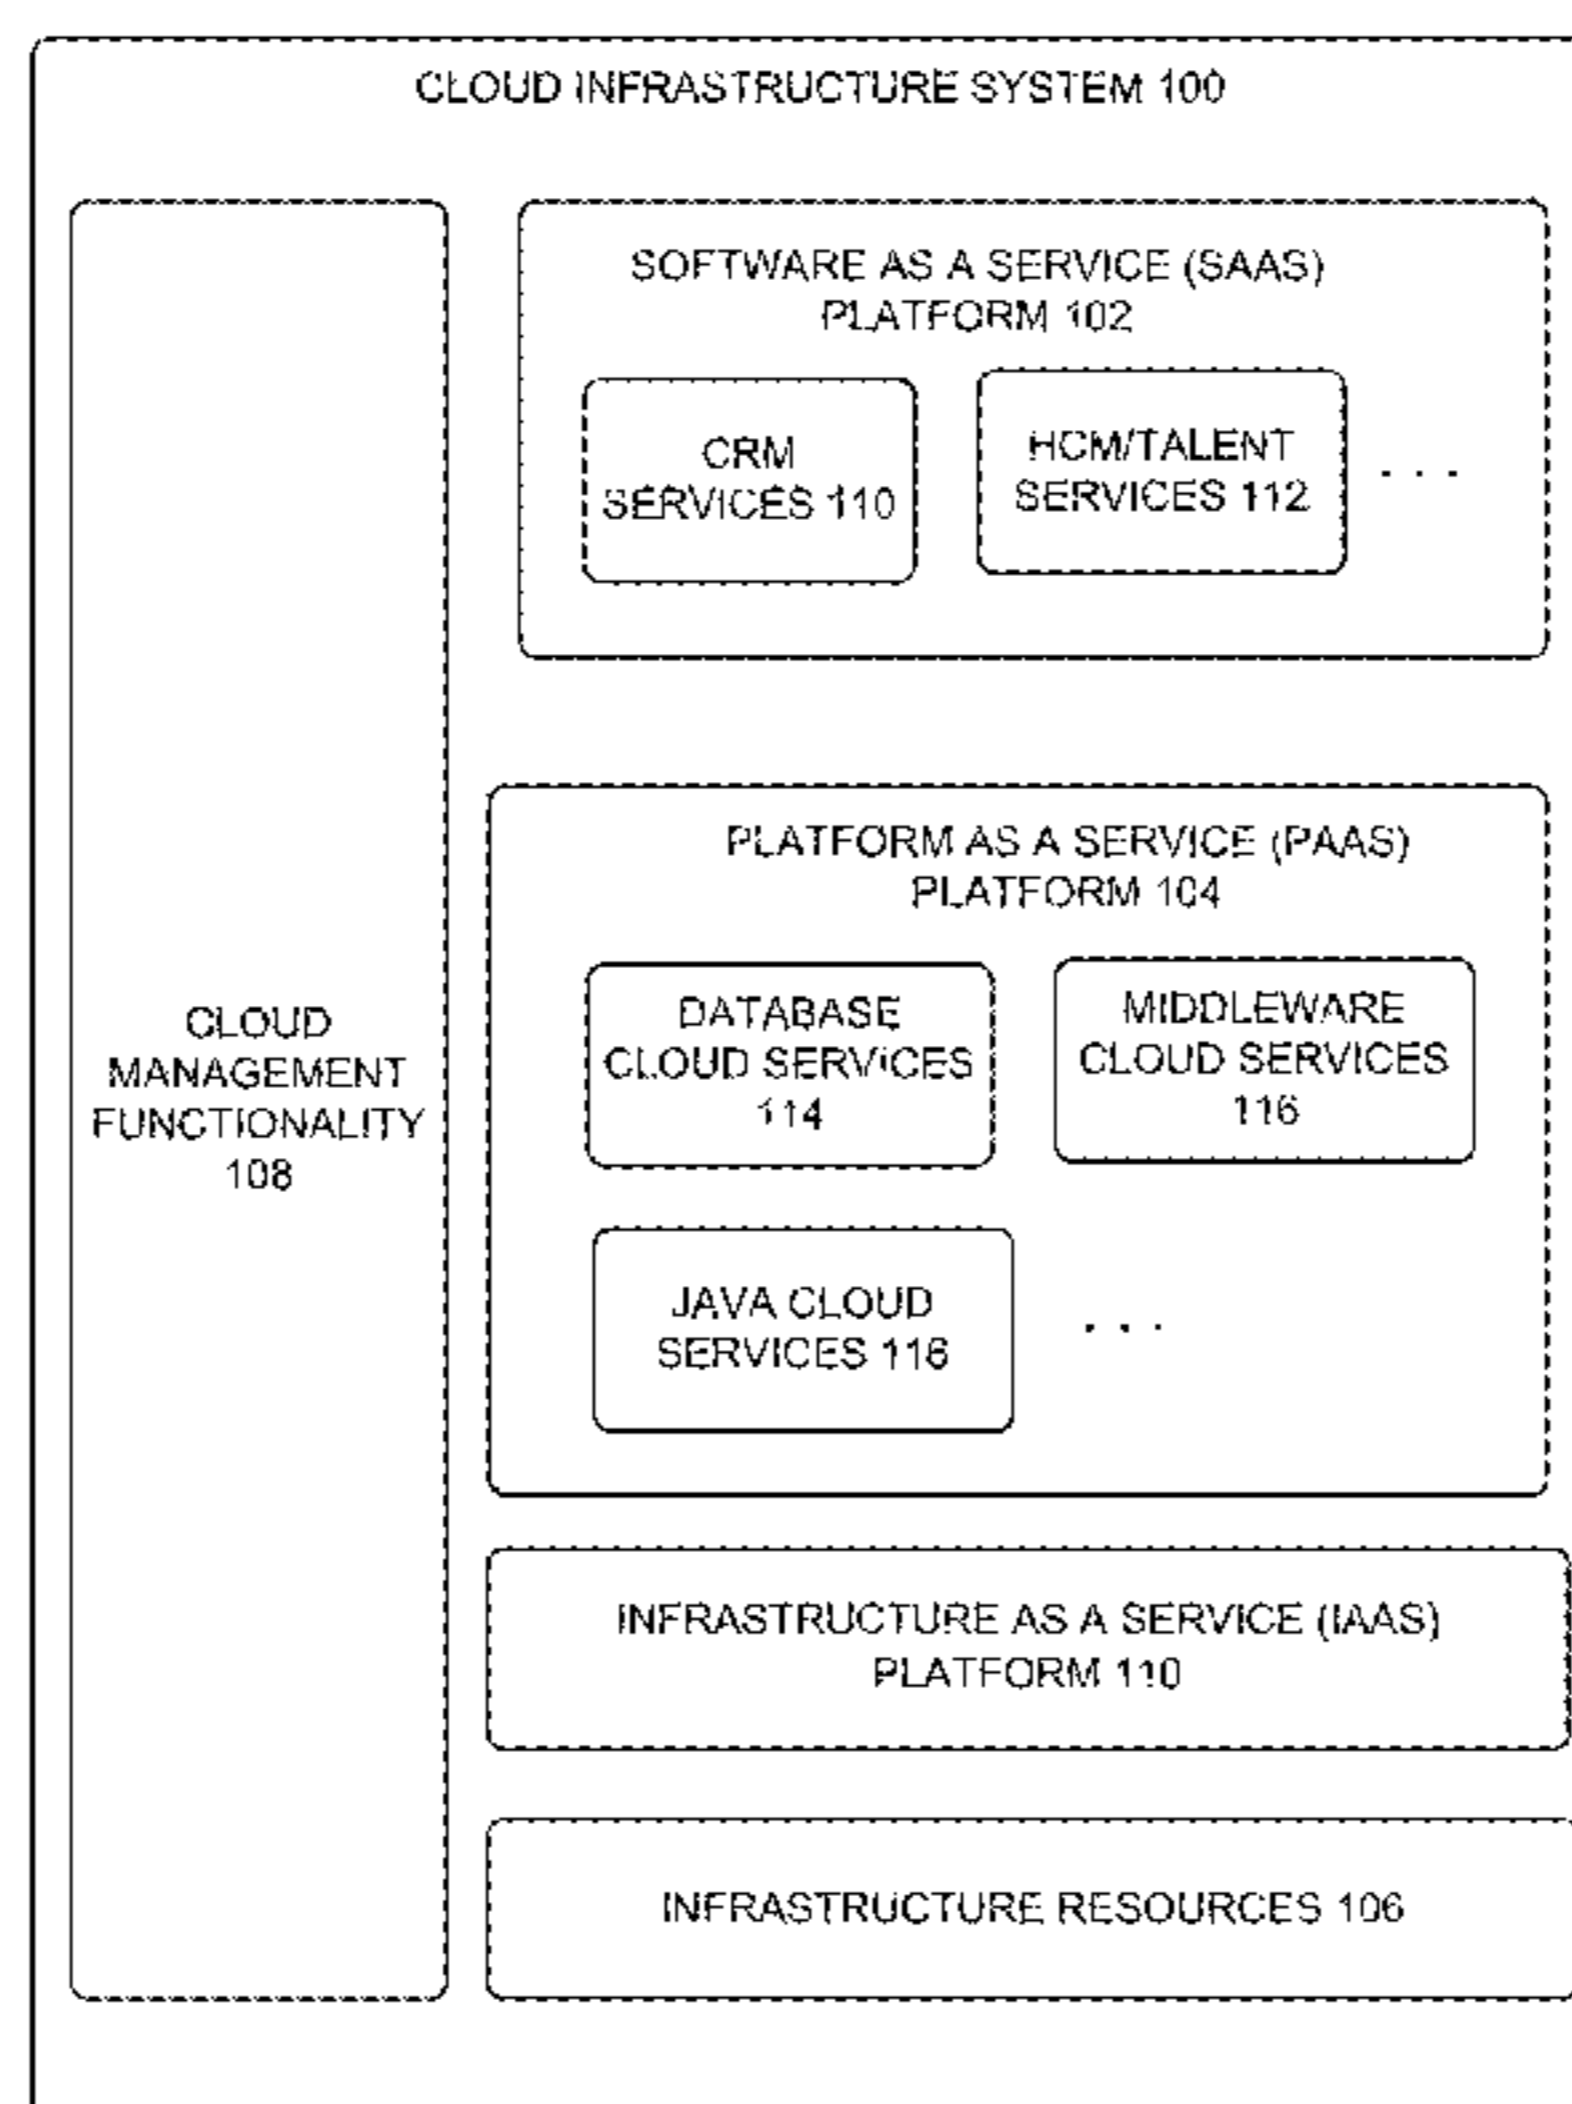 CLOUD INFRASTRUCTURE SYSTEM 100
SOFTWARE AS A SERVICE (SAAS)
PLATFORM 102
CRM
SERVICES 110
HCM/TALENT
SERVICES 112
. . .
PLATFORM AS A SERVICE (PAAS)
PLATFORM 104
DATABASE
CLOUD SERVICES
114
MIDDLEWARE
CLOUD SERVICES
116
JAVA CLOUD
SERVICES 116
. . .
CLOUD
MANAGEMENT
FUNCTIONALITY
108
INFRASTRUCTURE AS A SERVICE (IAAS)
PLATFORM 110
INFRASTRUCTURE RESOURCES 106